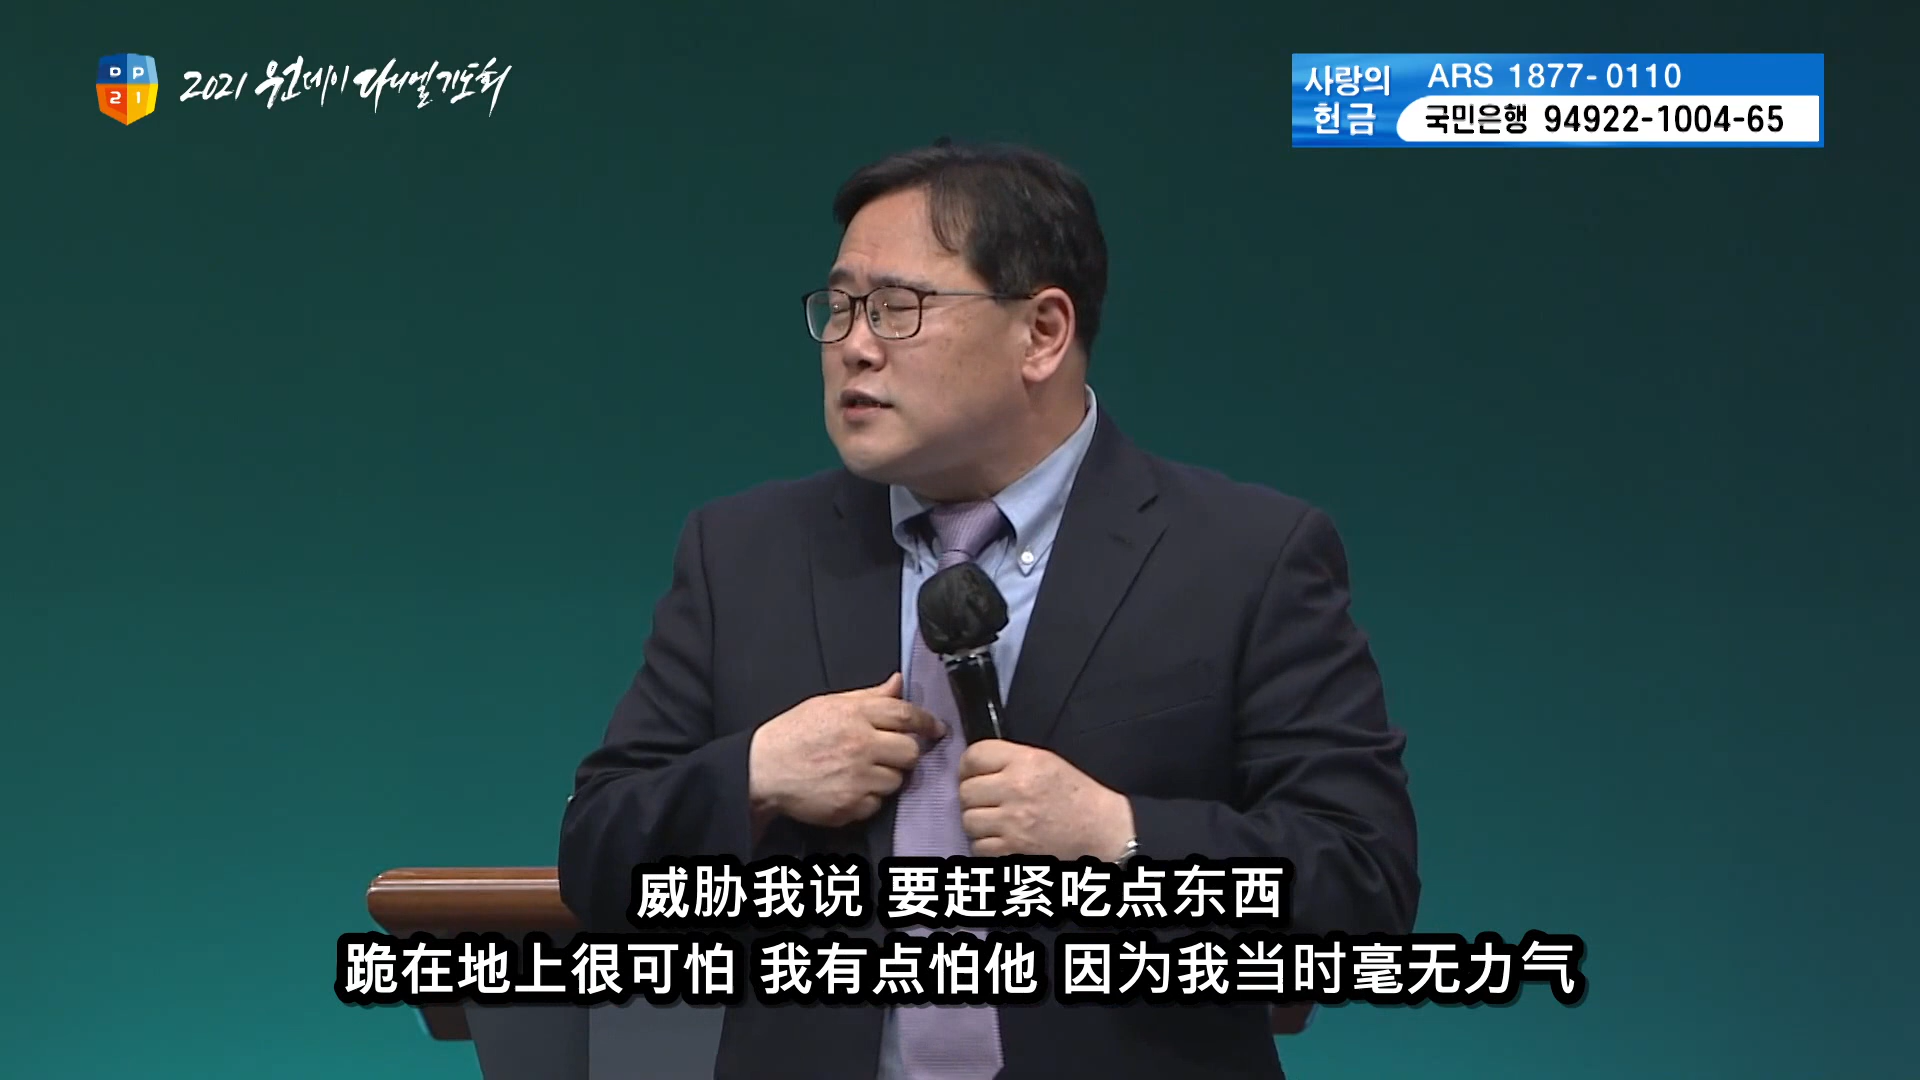 DP
21
2021 원데이 다니엘기도회
사랑의 헌금
ARS 1877-0110
국민은행 94922-1004-65
威胁我说 要赶紧吃点东西
跪在地上很可怕 我有点怕他 因为我当时毫无力气